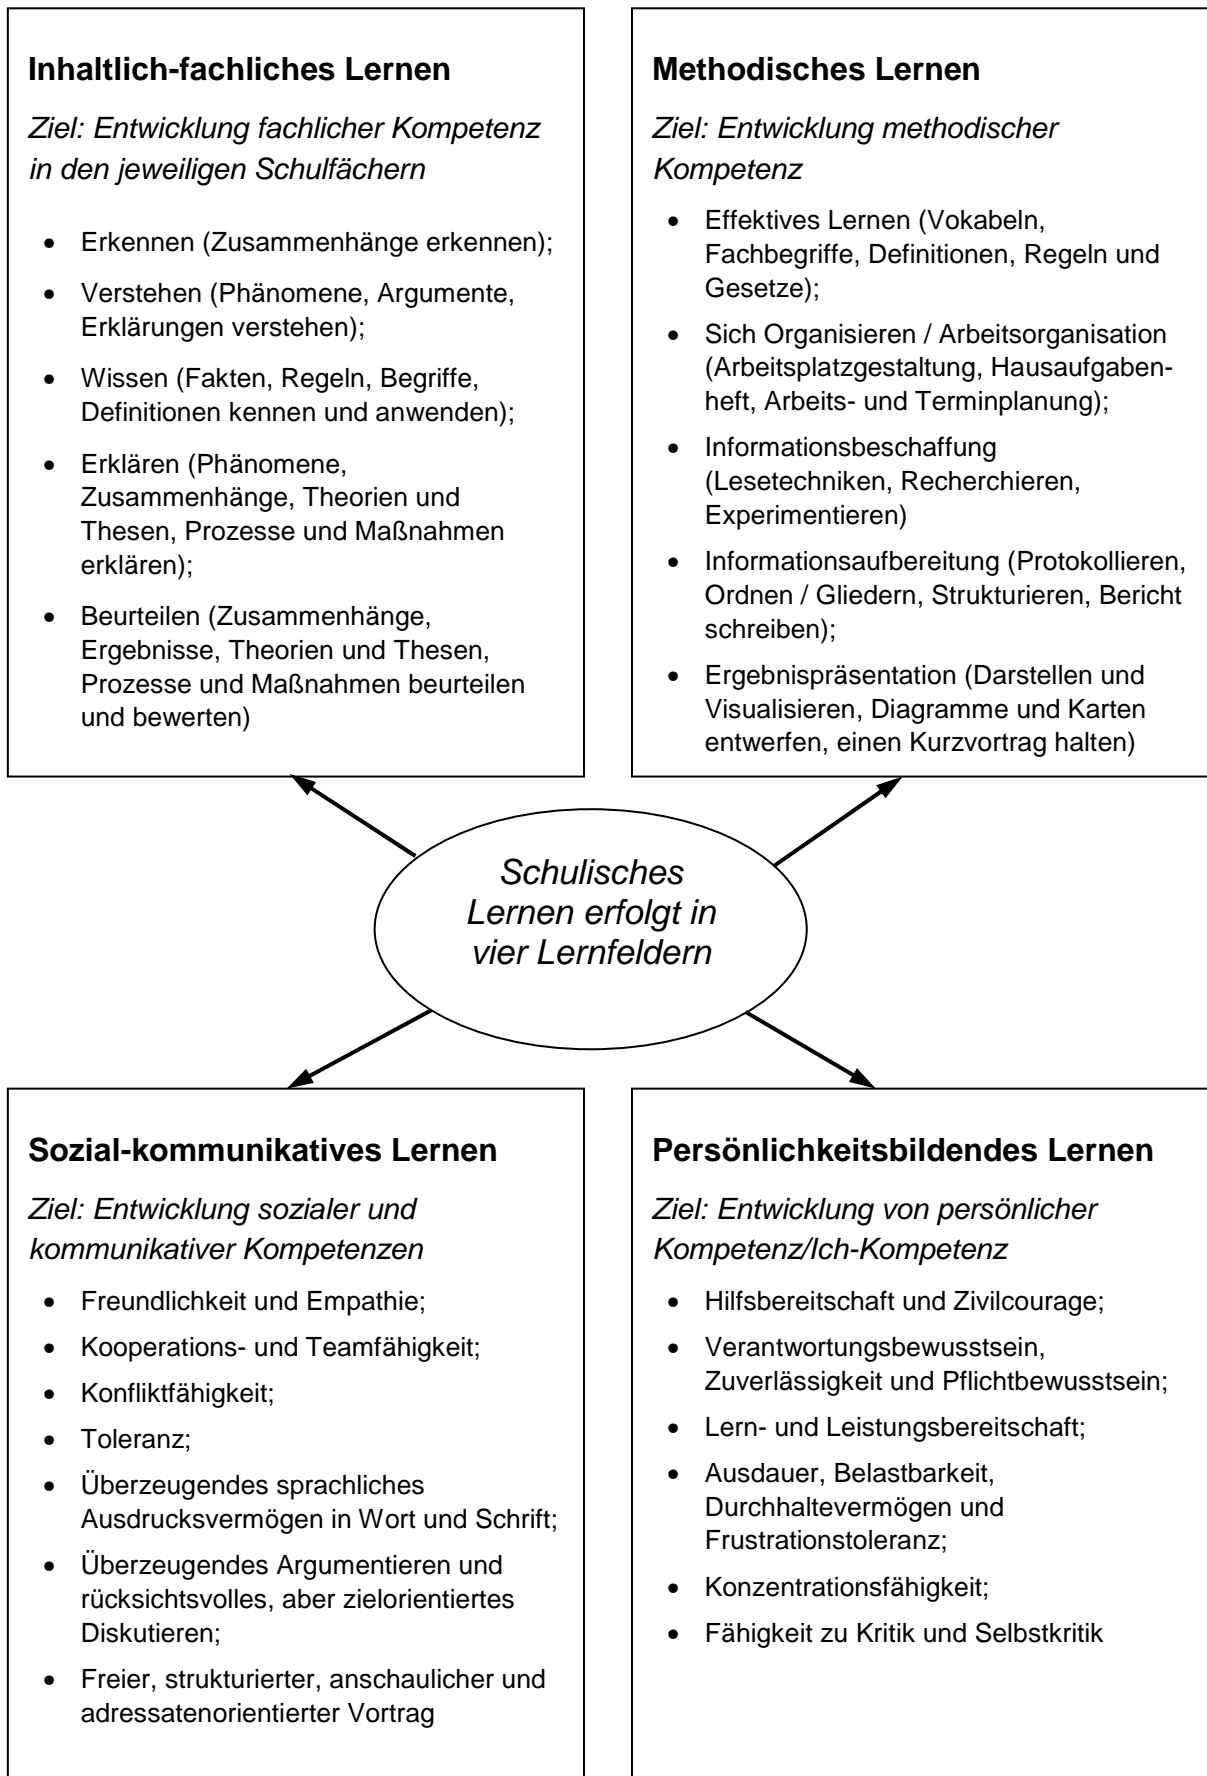 Inhaltlich-fachliches Lernen
Ziel: Entwicklung fachlicher Kompetenz
in den jeweiligen Schulfächern
• Erkennen (Zusammenhänge erkennen);
• Verstehen (Phänomene, Argumente,
Erklärungen verstehen);
• Wissen (Fakten, Regeln, Begriffe,
Definitionen kennen und anwenden);
• Erklären (Phänomene,
Zusammenhänge, Theorien und
Thesen, Prozesse und Maßnahmen
erklären);
• Beurteilen (Zusammenhänge,
Ergebnisse, Theorien und Thesen,
Prozesse und Maßnahmen beurteilen
und bewerten)
Methodisches Lernen
Ziel: Entwicklung methodischer
Kompetenz
• Effektives Lernen (Vokabeln,
Fachbegriffe, Definitionen, Regeln und
Gesetze);
• Sich Organisieren / Arbeitsorganisation
(Arbeitsplatzgestaltung, Hausaufgaben-
heft, Arbeits- und Terminplanung);
• Informationsbeschaffung
(Lesetechniken, Recherchieren,
Experimentieren)
• Informationsaufbereitung (Protokollieren,
Ordnen / Gliedern, Strukturieren, Bericht
schreiben);
• Ergebnispräsentation (Darstellen und
Visualisieren, Diagramme und Karten
entwerfen, einen Kurzvortrag halten)
Schulisches
Lernen erfolgt in
vier Lernfeldern
Sozial-kommunikatives Lernen
Ziel: Entwicklung sozialer und
kommunikativer Kompetenzen
• Freundlichkeit und Empathie;
• Kooperations- und Teamfähigkeit;
• Konfliktfähigkeit;
• Toleranz;
• Überzeugendes sprachliches
Ausdrucksvermögen in Wort und Schrift;
• Überzeugendes Argumentieren und
rücksichtsvolles, aber zielorientiertes
Diskutieren;
• Freier, strukturierter, anschaulicher und
adressatenorientierter Vortrag
Persönlichkeitsbildendes Lernen
Ziel: Entwicklung von persönlicher
Kompetenz/Ich-Kompetenz
• Hilfsbereitschaft und Zivilcourage;
• Verantwortungsbewusstsein,
Zuverlässigkeit und Pflichtbewusstsein;
• Lern- und Leistungsbereitschaft;
• Ausdauer, Belastbarkeit,
Durchhaltevermögen und
Frustrationstoleranz;
• Konzentrationsfähigkeit;
• Fähigkeit zu Kritik und Selbstkritik